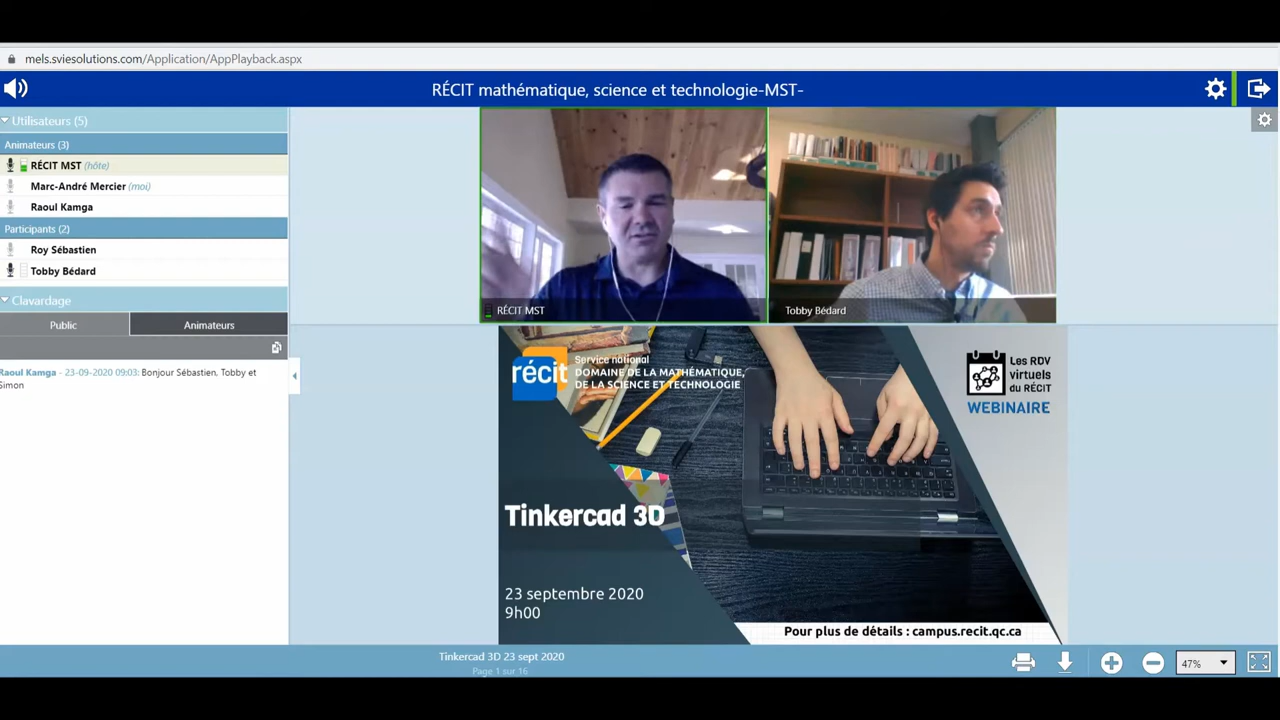 mels.sviesolutions.com/Application/AppPlayback.aspx
RÉCIT mathématique, science et technologie-MST-
Utilisateurs (5)
Animateurs (3)
RÉCIT MST (hôte)
Marc-André Mercier (moi)
Raoul Kamga
Participants (2)
Roy Sébastien
Tobby Bédard
Clavardage
Public
Animateurs
Raoul Kamga - 23-09-2020 09:03: Bonjour Sébastien, Tobby et
Simon
RÉCIT MST
Tobby Bédard
récit
Service national
DOMAINE DE LA MATHÉMATIQUE,
DE LA SCIENCE ET TECHNOLOGIE
Les RDV
virtuels
du RÉCIT
WEBINAIRE
Tinkercad 3D
23 septembre 2020
9h00
Pour plus de détails : campus.recit.qc.ca
Tinkercad 3D 23 sept 2020
Page 1 sur 16
47%